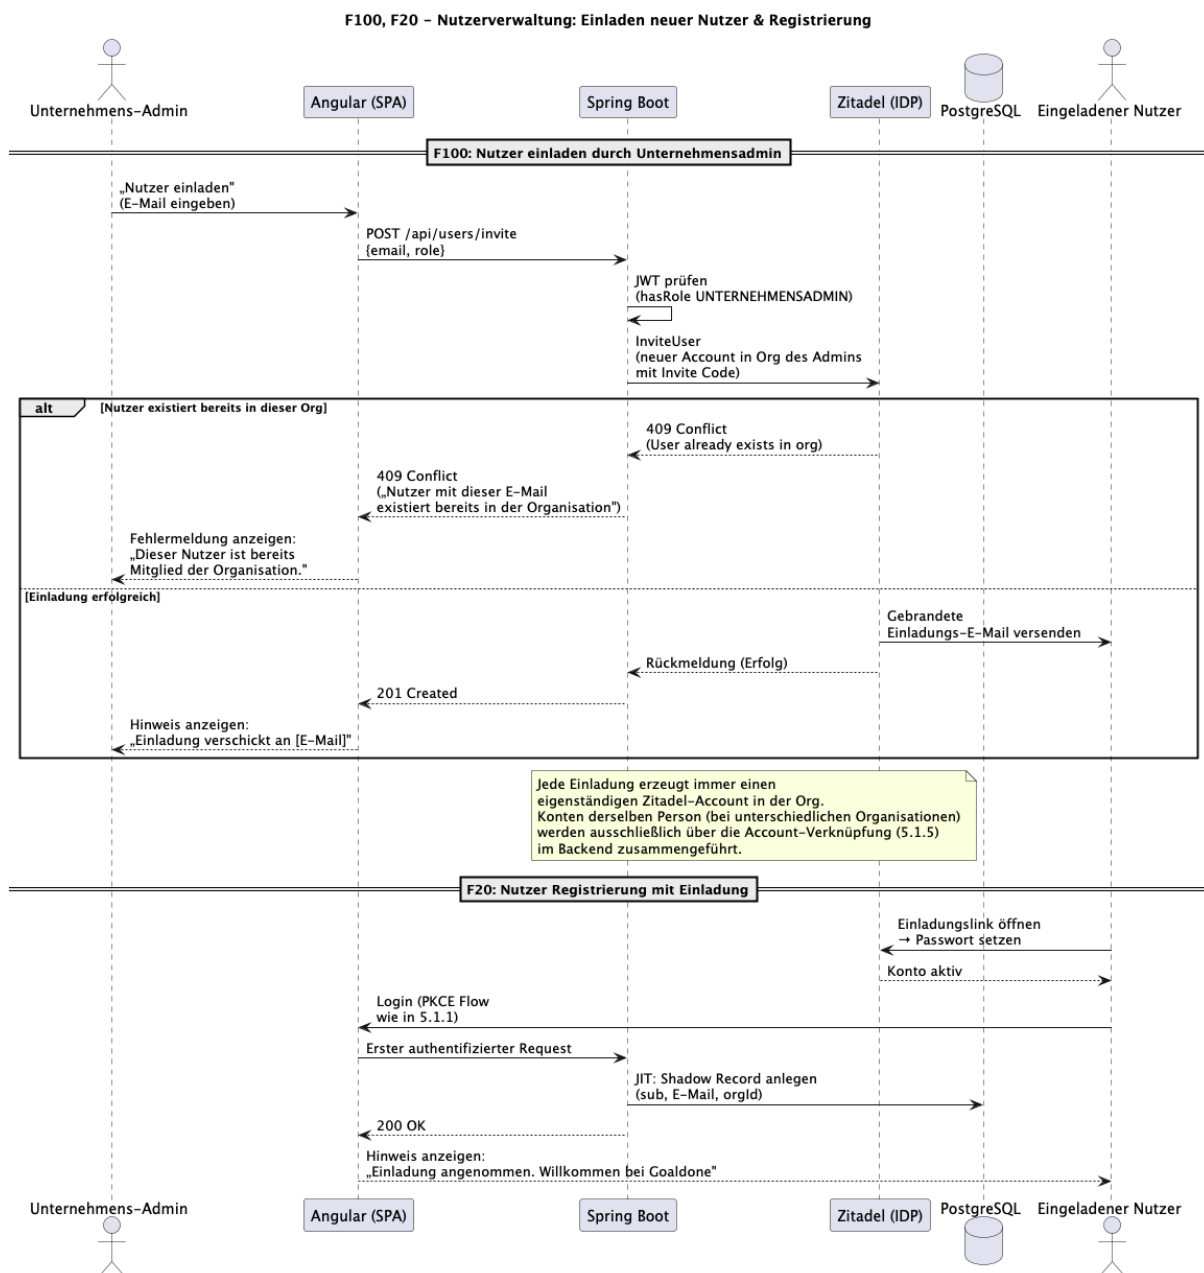 F100, F20 – Nutzerverwaltung: Einladen neuer Nutzer & Registrierung
Unternehmens-Admin
Angular (SPA)
Spring Boot
Zitadel (IDP)
PostgreSQL
Eingeladener Nutzer
F100: Nutzer einladen durch Unternehmensadmin
„Nutzer einladen"
(E-Mail eingeben)
POST /api/users/invite
{email, role}
JWT prüfen
(hasRole UNTERNEHMENSADMIN)
InviteUser
(neuer Account in Org des Admins
mit Invite Code)
alt
[Nutzer existiert bereits in dieser Org]
409 Conflict
(User already exists in org)
409 Conflict
(„Nutzer mit dieser E-Mail
existiert bereits in der Organisation")
Fehlermeldung anzeigen:
„Dieser Nutzer ist bereits
Mitglied der Organisation."
[Einladung erfolgreich]
Gebrandete
Einladungs-E-Mail versenden
Rückmeldung (Erfolg)
201 Created
Hinweis anzeigen:
„Einladung verschickt an [E-Mail]"
Jede Einladung erzeugt immer einen
eigenständigen Zitadel-Account in der Org.
Konten derselben Person (bei unterschiedlichen Organisationen)
werden ausschließlich über die Account-Verknüpfung (5.1.5)
im Backend zusammengeführt.
F20: Nutzer Registrierung mit Einladung
Einladungslink öffnen
→ Passwort setzen
Konto aktiv
Login (PKCE Flow
wie in 5.1.1)
Erster authentifizierter Request
JIT: Shadow Record anlegen
(sub, E-Mail, orgId)
200 OK
Hinweis anzeigen:
„Einladung angenommen. Willkommen bei Goaldone"
Unternehmens-Admin
Angular (SPA)
Spring Boot
Zitadel (IDP)
PostgreSQL
Eingeladener Nutzer